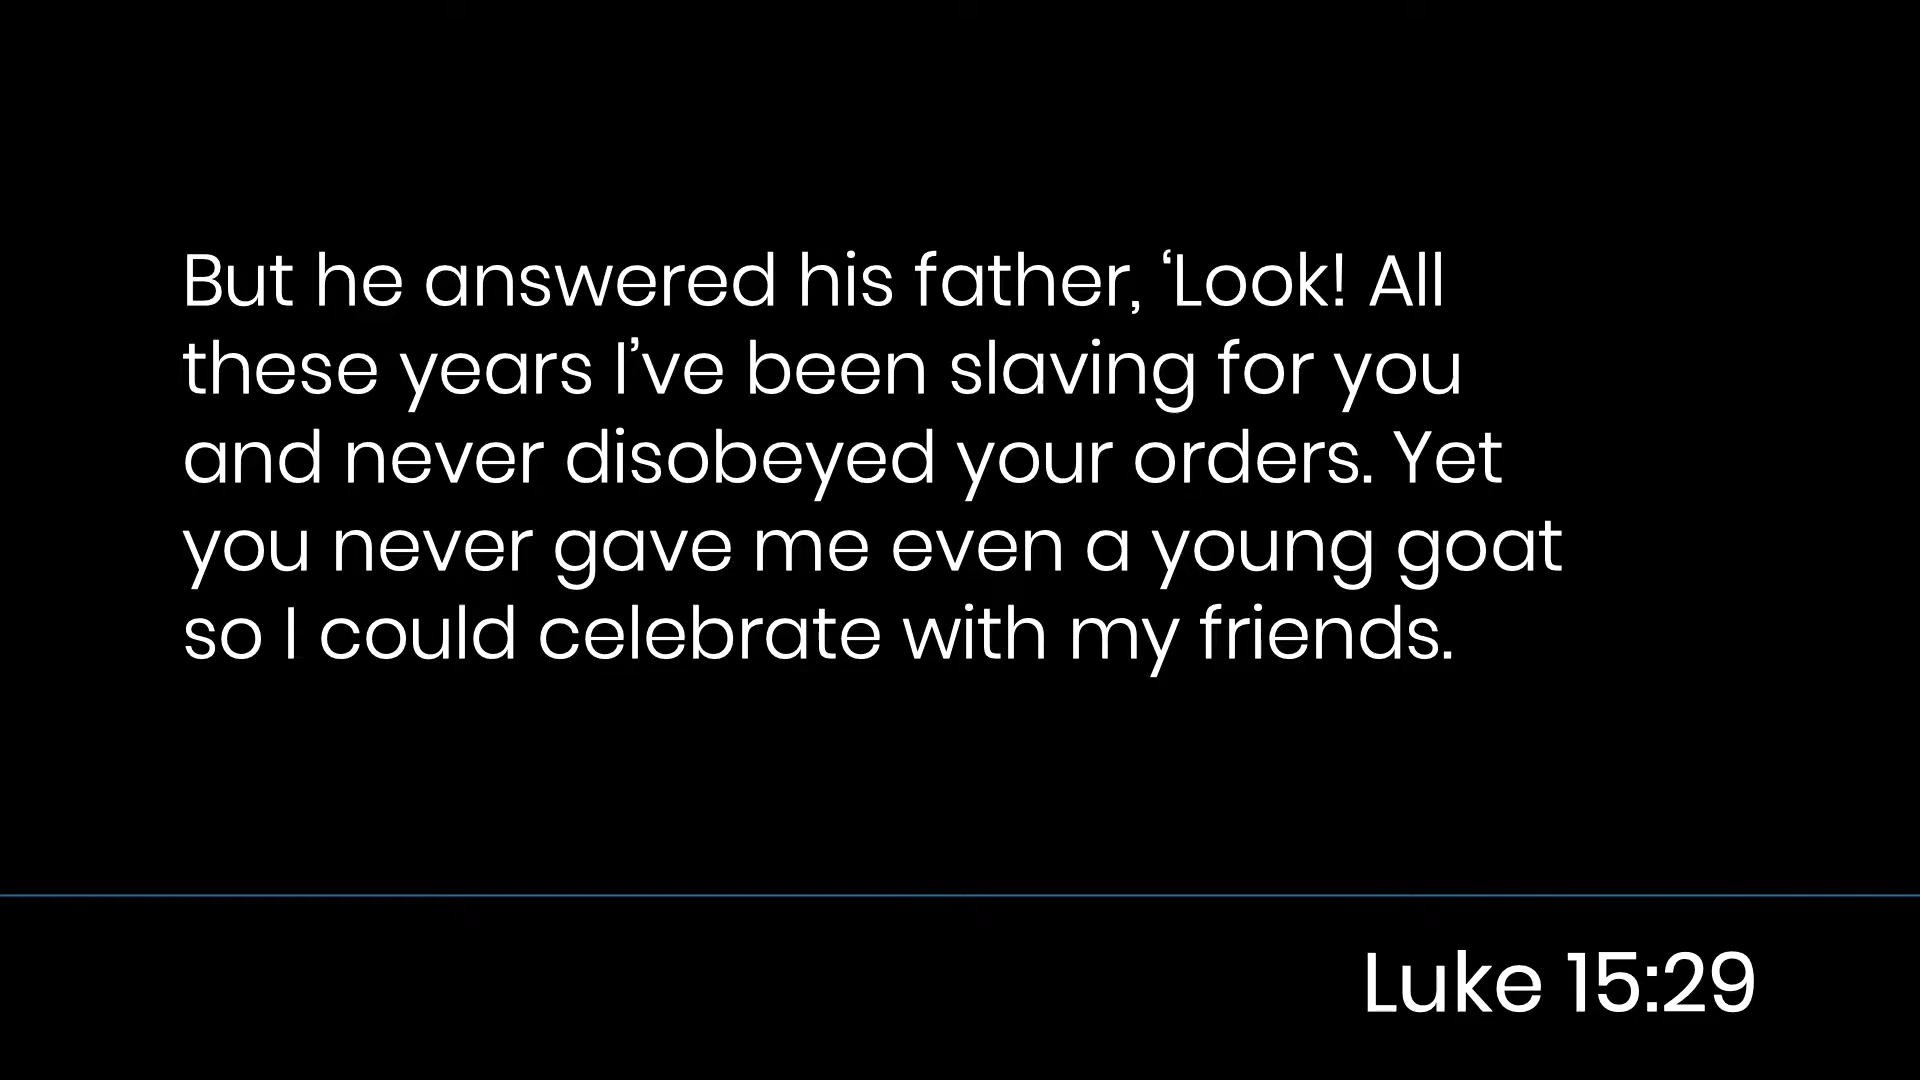 But he answered his father, ‘Look! All
these years I’ve been slaving for you
and never disobeyed your orders. Yet
you never gave me even a young goat
so I could celebrate with my friends.
Luke 15:29